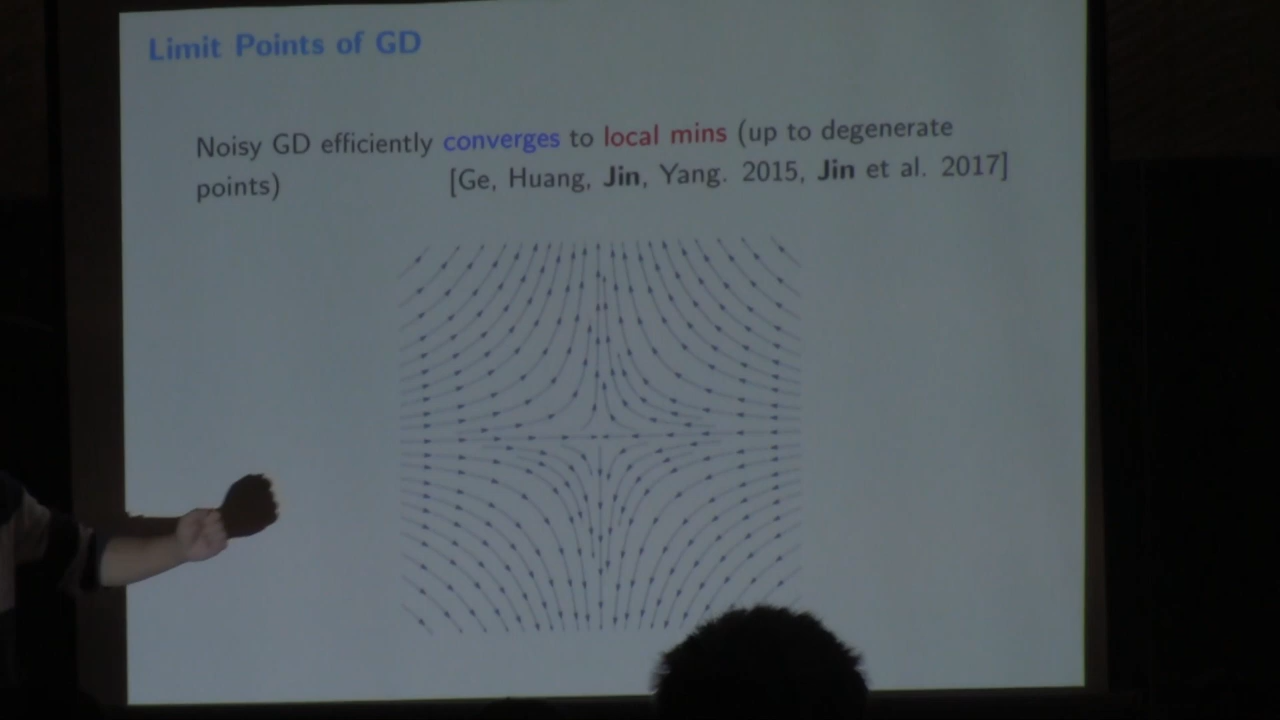 Limit Points of GD
Noisy GD efficiently converges to local mins (up to degenerate
points) [Ge, Huang, Jin, Yang. 2015, Jin et al. 2017]